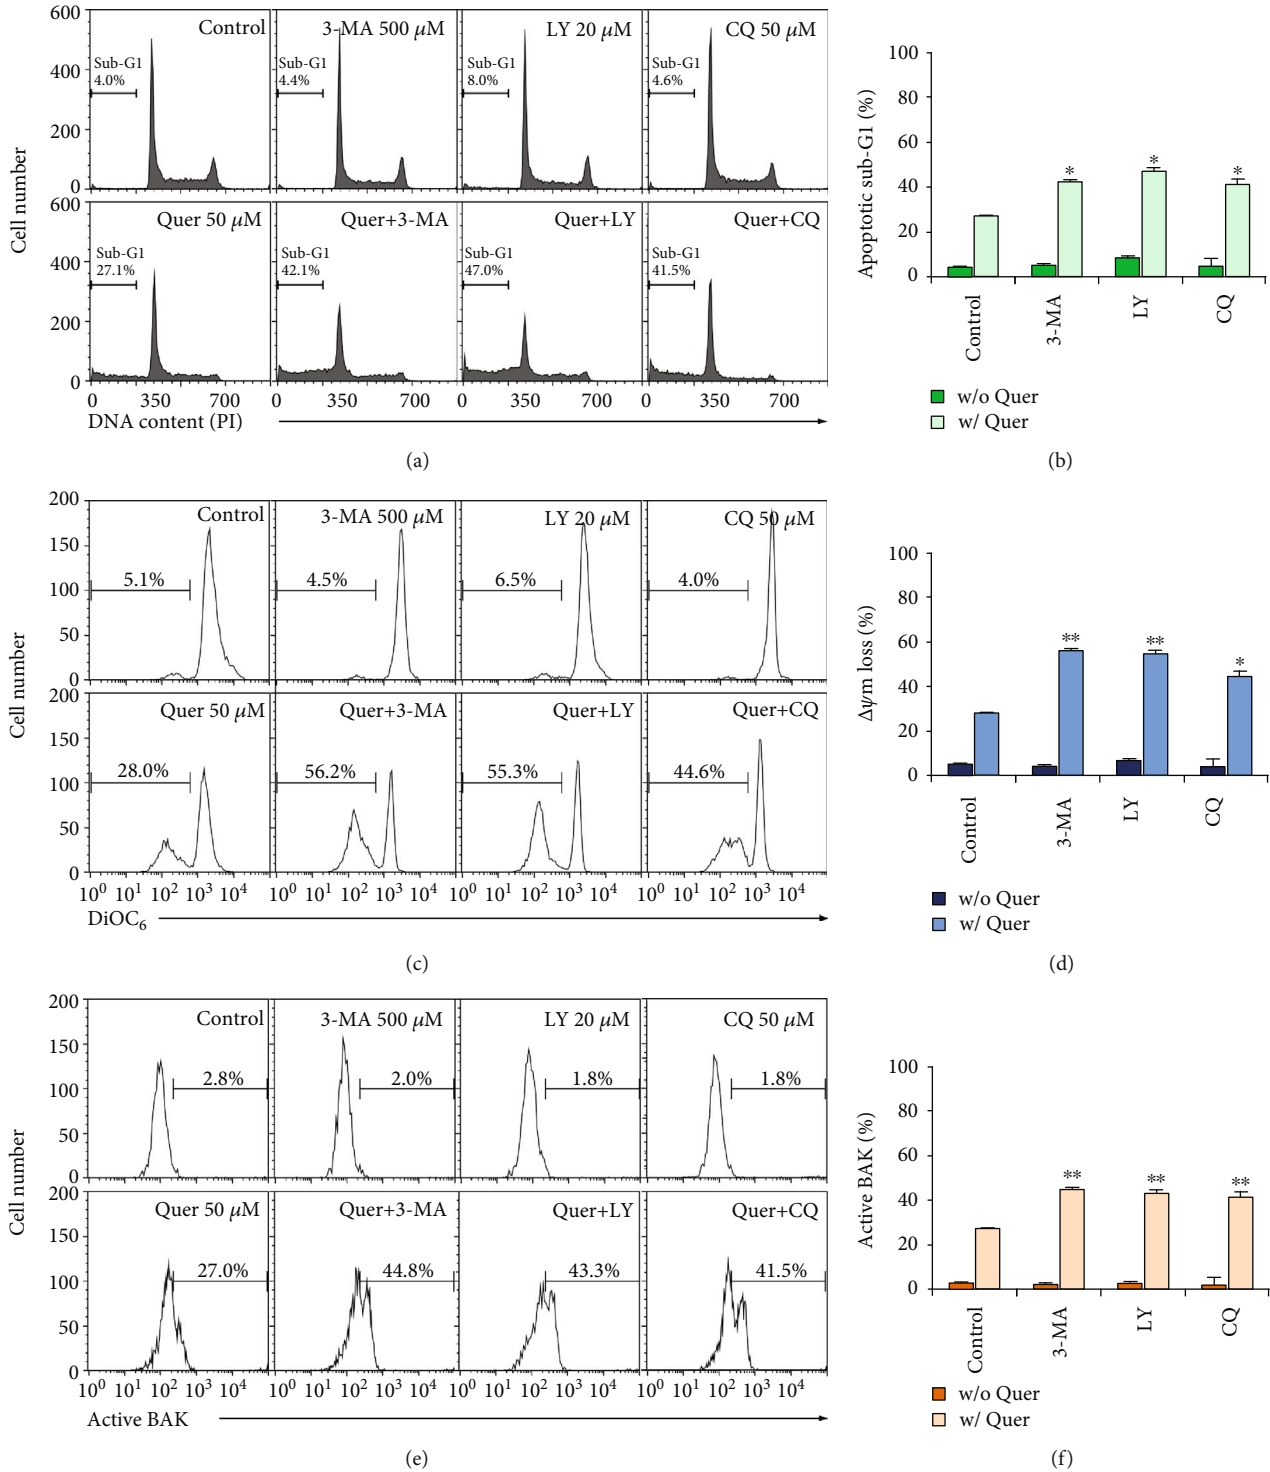 600
400
200
0
Control
Sub-G1
4.0%
3-MA 500 μM
Sub-G1
4.4%
LY 20 μM
Sub-G1
8.0%
CQ 50 μM
Sub-G1
4.6%
600
400
200
0
Quer 50 μM
Sub-G1
27.1%
Quer+3-MA
Sub-G1
42.1%
Quer+LY
Sub-G1
47.0%
Quer+CQ
Sub-G1
41.5%
Cell number
0 350 700 0 350 700 0 350 700 0 350 700
DNA content (PI)
(a)
100
80
60
40
20
0
Apoptotic sub-G1 (%)
* * *
Control 3-MA LY CQ
w/o Quer
w/ Quer
(b)
200
150
100
50
0
Control
5.1%
3-MA 500 μM
4.5%
LY 20 μM
6.5%
CQ 50 μM
4.0%
200
150
100
50
0
Quer 50 μM
28.0%
Quer+3-MA
56.2%
Quer+LY
55.3%
Quer+CQ
44.6%
Cell number
10⁰ 10¹ 10² 10³ 10⁴ 10⁰ 10¹ 10² 10³ 10⁴ 10⁰ 10¹ 10² 10³ 10⁴ 10⁰ 10¹ 10² 10³ 10⁴
DiOC₆
(c)
100
80
60
40
20
0
Δψm loss (%)
** ** *
Control 3-MA LY CQ
w/o Quer
w/ Quer
(d)
200
150
100
50
0
Control
2.8%
3-MA 500 μM
2.0%
LY 20 μM
1.8%
CQ 50 μM
1.8%
200
150
100
50
0
Quer 50 μM
27.0%
Quer+3-MA
44.8%
Quer+LY
43.3%
Quer+CQ
41.5%
Cell number
10⁰ 10¹ 10² 10³ 10⁴ 10⁰ 10¹ 10² 10³ 10⁴ 10⁰ 10¹ 10² 10³ 10⁴ 10⁰ 10¹ 10² 10³ 10⁴
Active BAK
(e)
100
80
60
40
20
0
Active BAK (%)
** ** **
Control 3-MA LY CQ
w/o Quer
w/ Quer
(f)